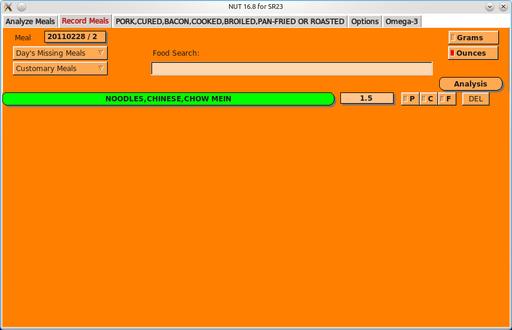 NUT 16.8 for SR23
Analyze Meals Record Meals PORK,CURED,BACON,COOKED,BROILED,PAN-FRIED OR ROASTED Options Omega-3
Meal 20110228 / 2 Grams
Day's Missing Meals Food Search: Ounces
Customary Meals
Analysis
NOODLES,CHINESE,CHOW MEIN 1.5 P C F DEL